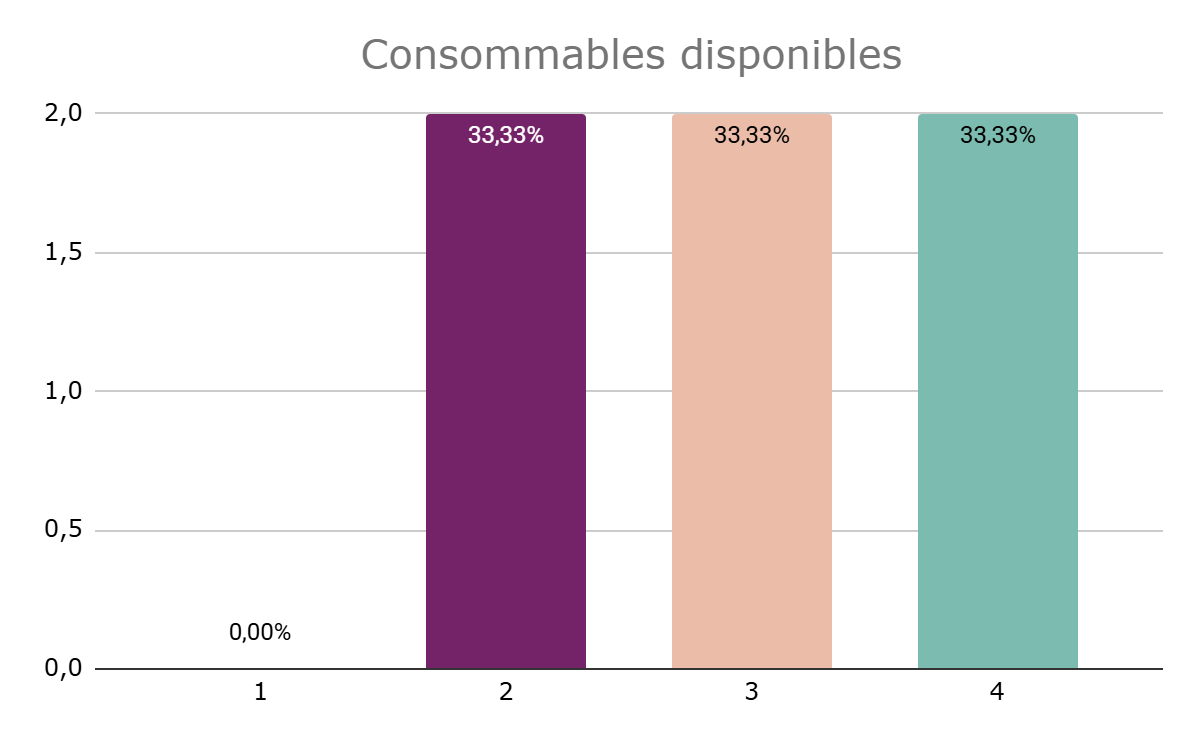 Consommables disponibles
2,0
33,33% 33,33% 33,33%
1,5
1,0
0,5
0,00%
0,0
1 2 3 4